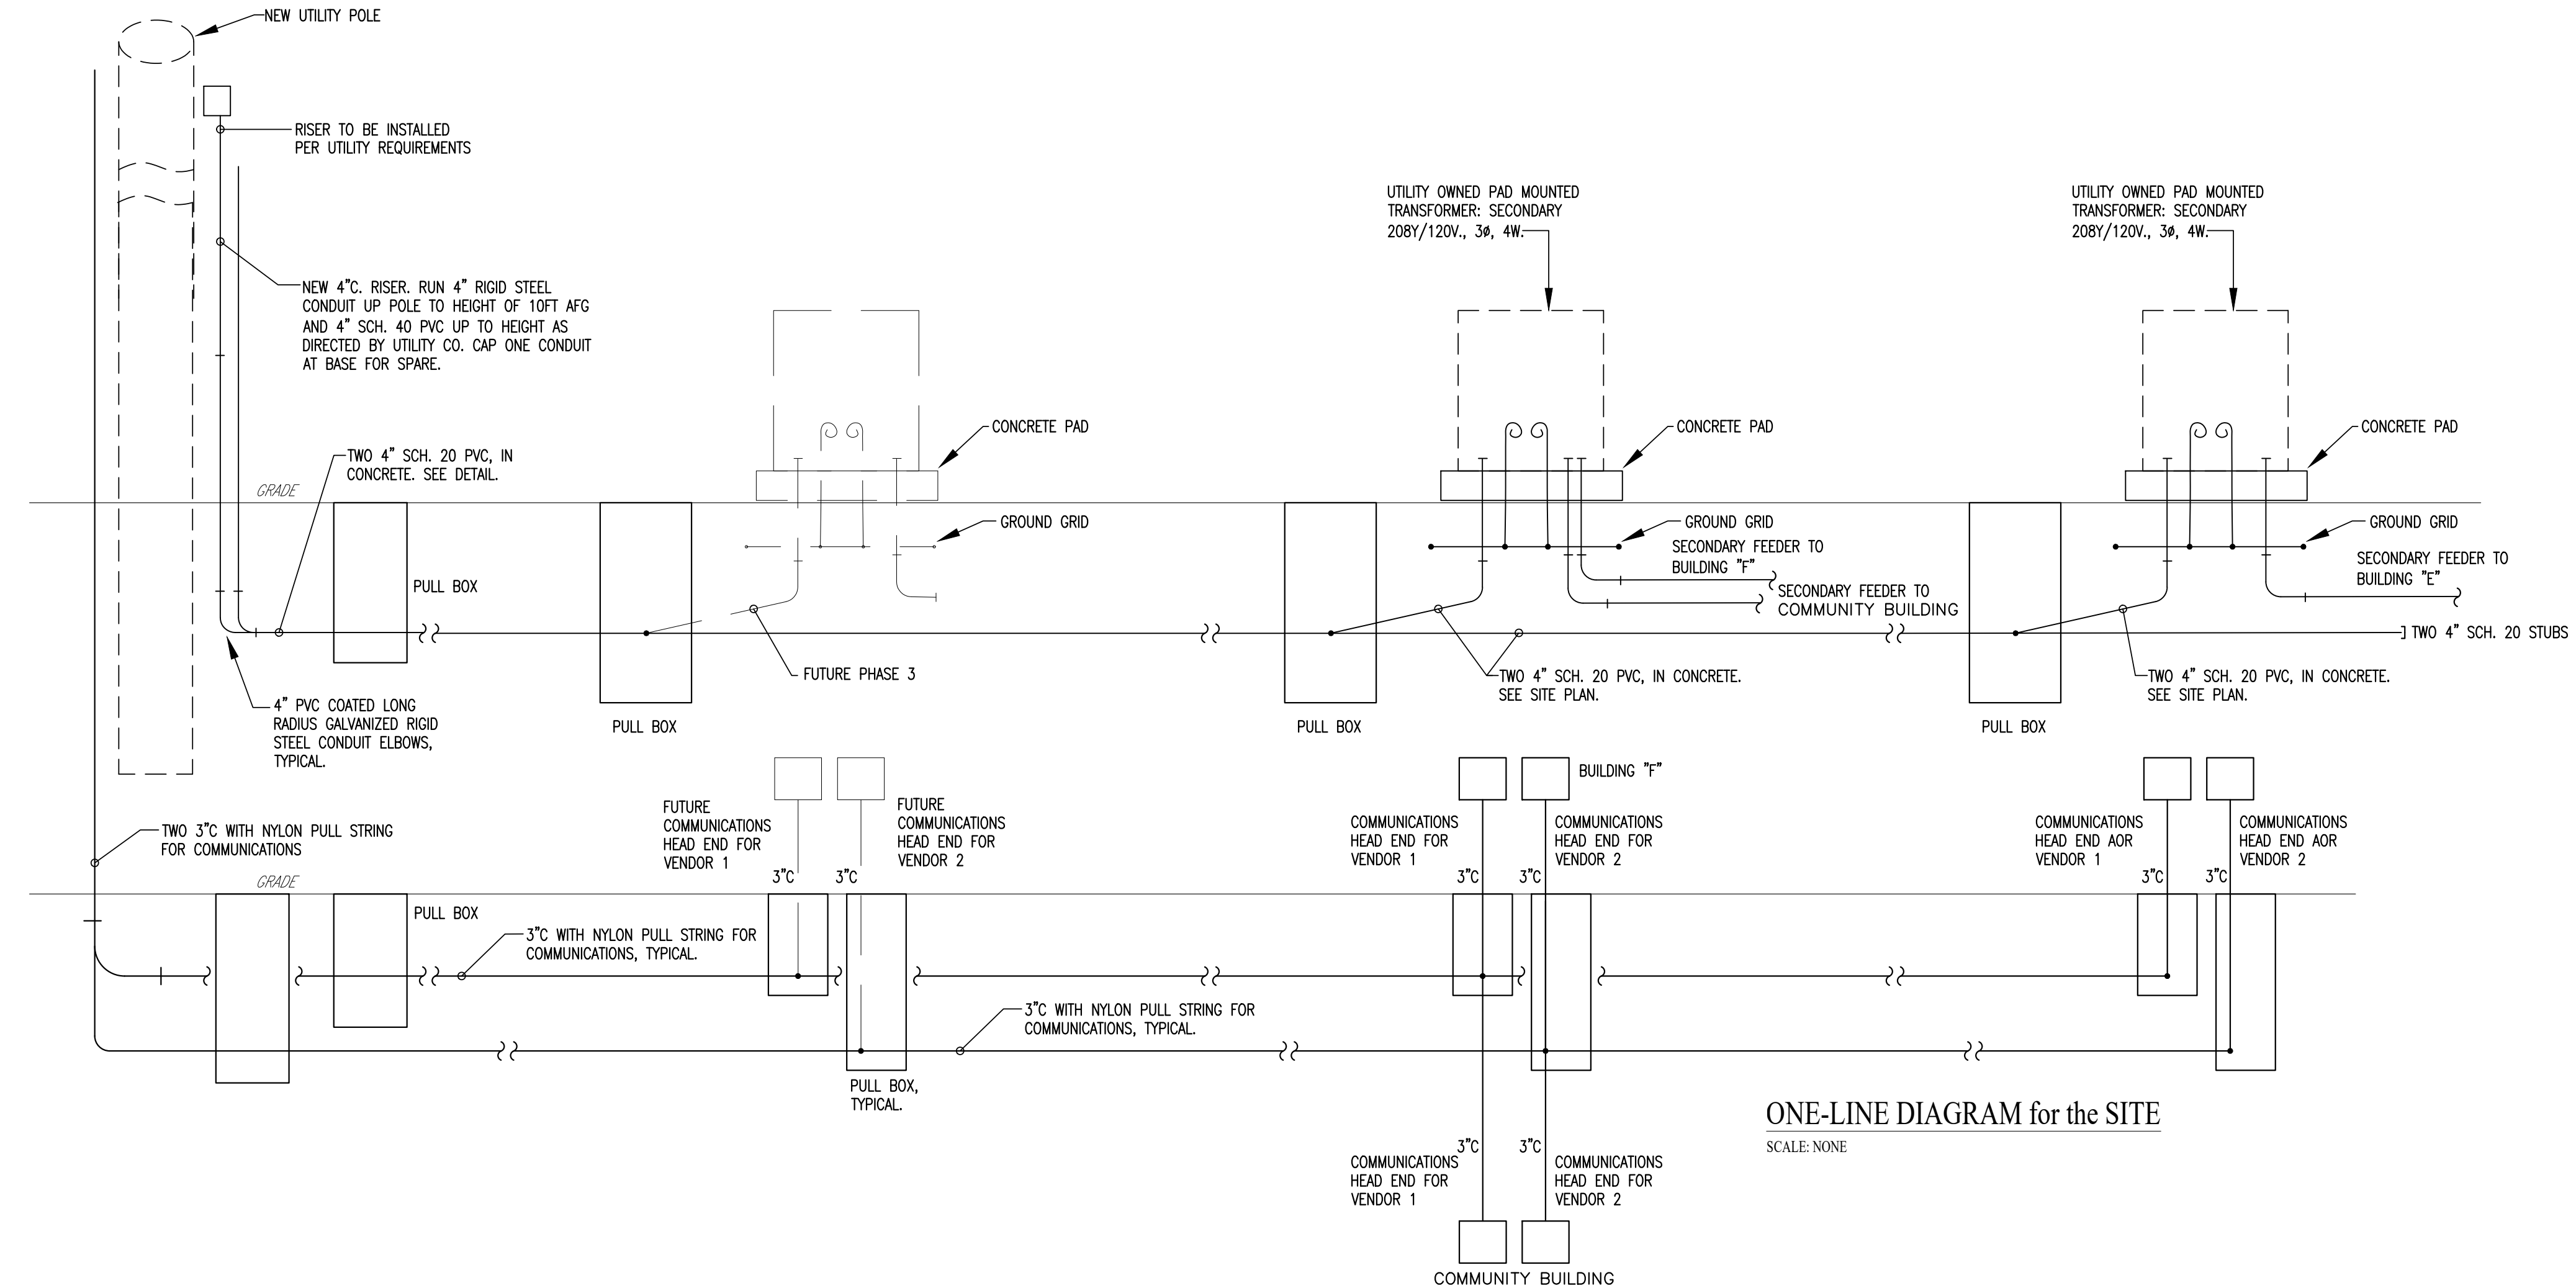 NEW UTILITY POLE
RISER TO BE INSTALLED
PER UTILITY REQUIREMENTS
UTILITY OWNED PAD MOUNTED
TRANSFORMER: SECONDARY
208Y/120V., 3ø, 4W.
UTILITY OWNED PAD MOUNTED
TRANSFORMER: SECONDARY
208Y/120V., 3ø, 4W.
NEW 4"C. RISER. RUN 4" RIGID STEEL
CONDUIT UP POLE TO HEIGHT OF 10FT AFG
AND 4" SCH. 40 PVC UP TO HEIGHT AS
DIRECTED BY UTILITY CO. CAP ONE CONDUIT
AT BASE FOR SPARE.
CONCRETE PAD
CONCRETE PAD
CONCRETE PAD
TWO 4" SCH. 20 PVC, IN
CONCRETE. SEE DETAIL.
GRADE
GROUND GRID
GROUND GRID
GROUND GRID
SECONDARY FEEDER TO
BUILDING "F"
SECONDARY FEEDER TO
BUILDING "E"
PULL BOX
SECONDARY FEEDER TO
COMMUNITY BUILDING
TWO 4" SCH. 20 STUBS
FUTURE PHASE 3
TWO 4" SCH. 20 PVC, IN CONCRETE.
SEE SITE PLAN.
TWO 4" SCH. 20 PVC, IN CONCRETE.
SEE SITE PLAN.
4" PVC COATED LONG
RADIUS GALVANIZED RIGID
STEEL CONDUIT ELBOWS,
TYPICAL.
PULL BOX
PULL BOX
PULL BOX
BUILDING "F"
TWO 3"C WITH NYLON PULL STRING
FOR COMMUNICATIONS
FUTURE
COMMUNICATIONS
HEAD END FOR
VENDOR 1
FUTURE
COMMUNICATIONS
HEAD END FOR
VENDOR 2
COMMUNICATIONS
HEAD END FOR
VENDOR 1
COMMUNICATIONS
HEAD END FOR
VENDOR 2
COMMUNICATIONS
HEAD END AOR
VENDOR 1
COMMUNICATIONS
HEAD END AOR
VENDOR 2
GRADE
3"C
3"C
3"C
3"C
3"C
3"C
PULL BOX
3"C WITH NYLON PULL STRING FOR
COMMUNICATIONS, TYPICAL.
3"C WITH NYLON PULL STRING FOR
COMMUNICATIONS, TYPICAL.
PULL BOX,
TYPICAL.
ONE-LINE DIAGRAM for the SITE
SCALE: NONE
3"C
3"C
COMMUNICATIONS
HEAD END FOR
VENDOR 1
COMMUNICATIONS
HEAD END FOR
VENDOR 2
COMMUNITY BUILDING